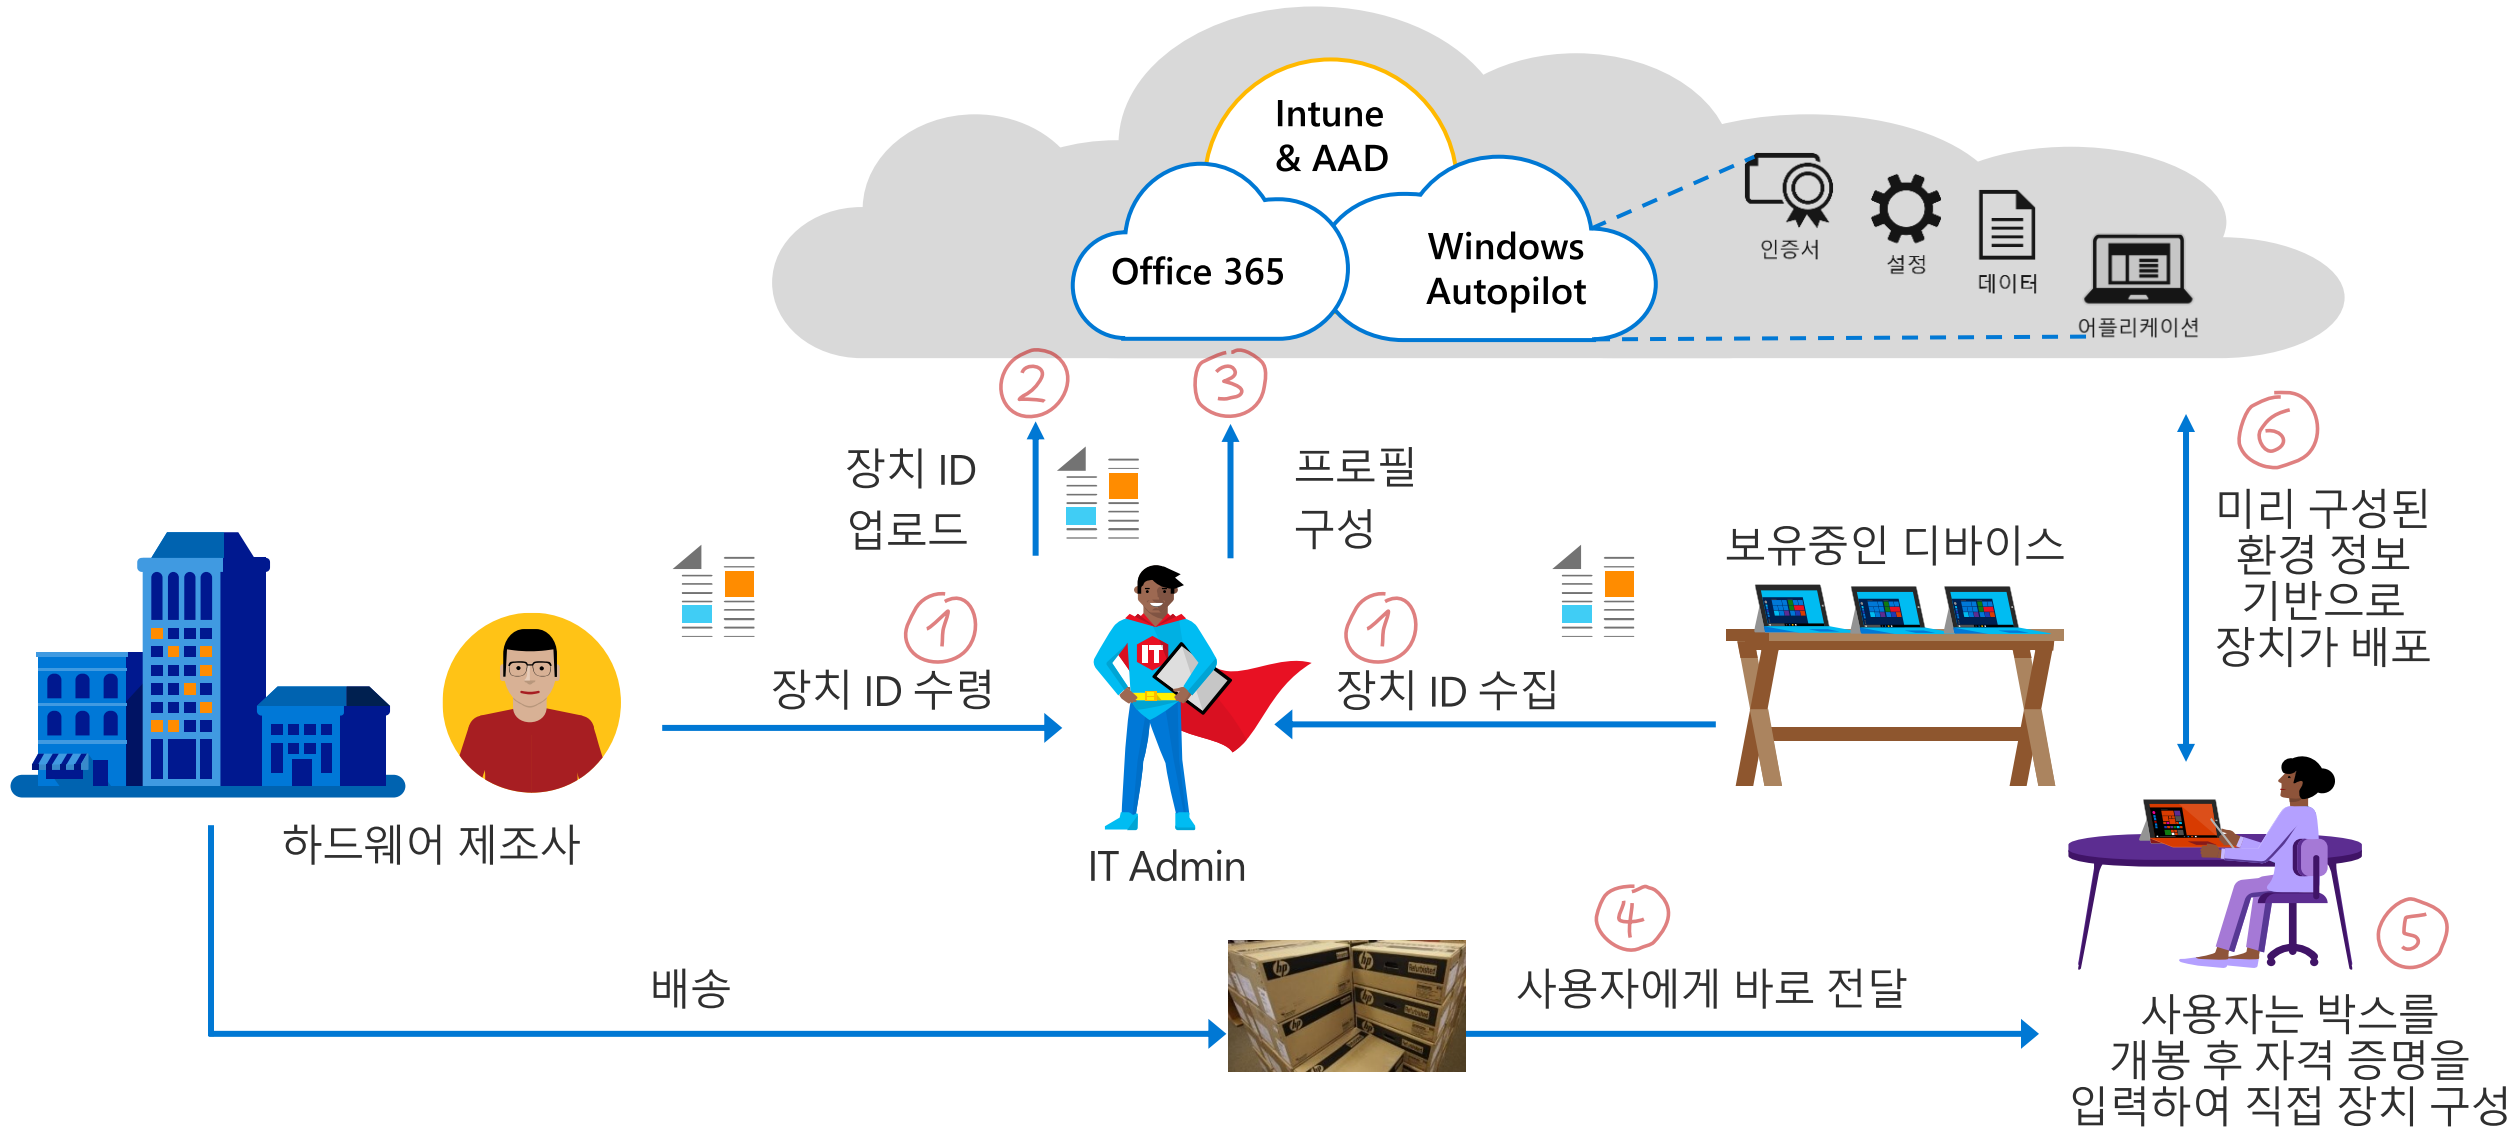 Intune
& AAD
Office 365
Windows
Autopilot
인증서
설정
데이터
어플리케이션
2
3
6
장치 ID
업로드
프로필
구성
미리 구성된
환경 정보
기반으로
장치가 배포
보유중인 디바이스
1
1
IT
장치 ID 수령
장치 ID 수집
하드웨어 제조사
IT Admin
4
5
배송
hp
Refurbished
hp
hp
사용자에게 바로 전달
사용자는 박스를
개봉 후 자격 증명을
입력하여 직접 장치 구성